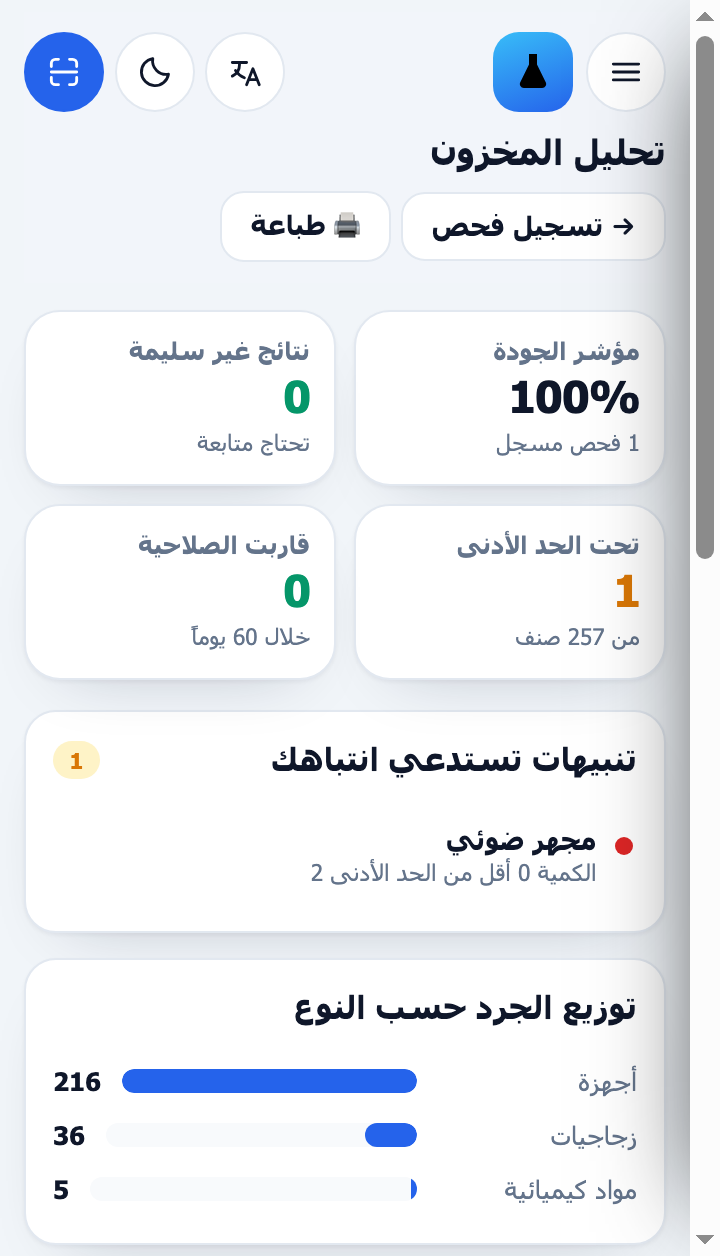 تحليل المخزون
→ تسجيل فحص
🖨️ طباعة
مؤشر الجودة
100%
1 فحص مسجل
نتائج غير سليمة
0
تحتاج متابعة
تحت الحد الأدنى
1
من 257 صنف
قاربت الصلاحية
0
خلال 60 يوماً
تنبيهات تستدعي انتباهك
1
مجهر ضوئي
الكمية 0 أقل من الحد الأدنى 2
توزيع الجرد حسب النوع
أجهزة 216
زجاجيات 36
مواد كيميائية 5